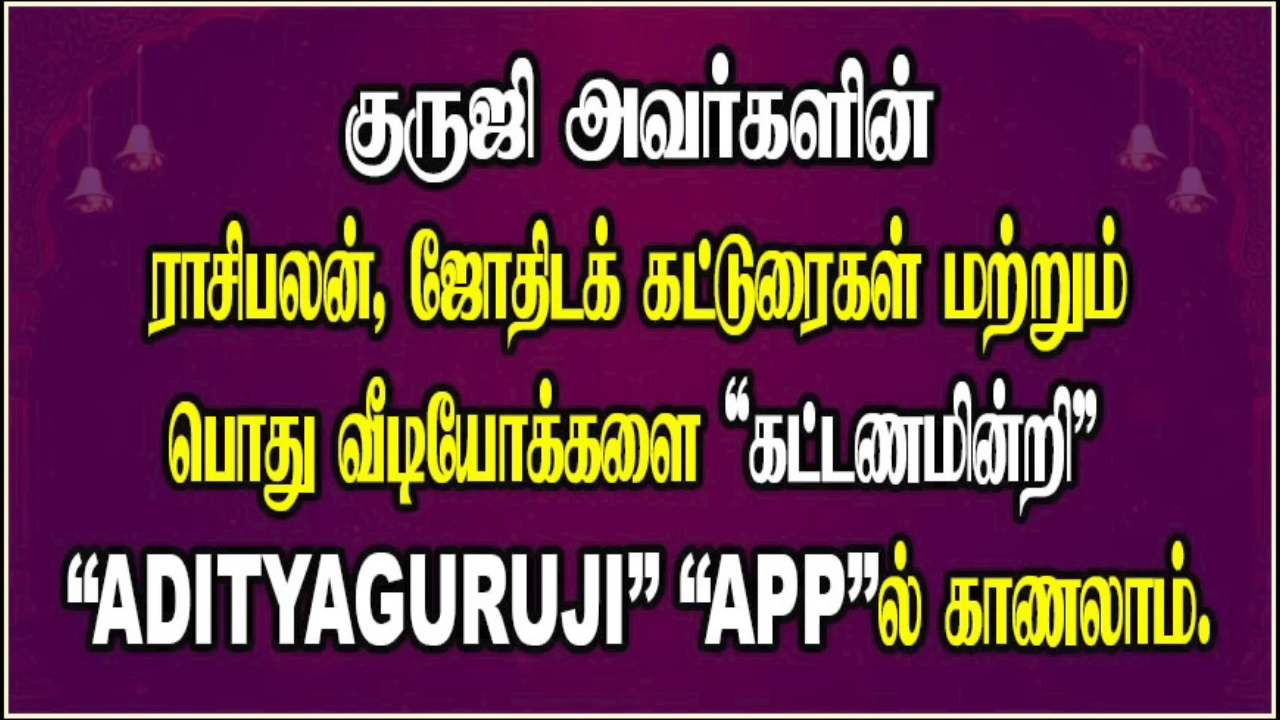 குருஜி அவர்களின்
ராசிபலன், ஜோதிடக் கட்டுரைகள் மற்றும்
பொது வீடியோக்களை “கட்டணமின்றி”
“ADITYAGURUJI” “APP”ல் காணலாம்.